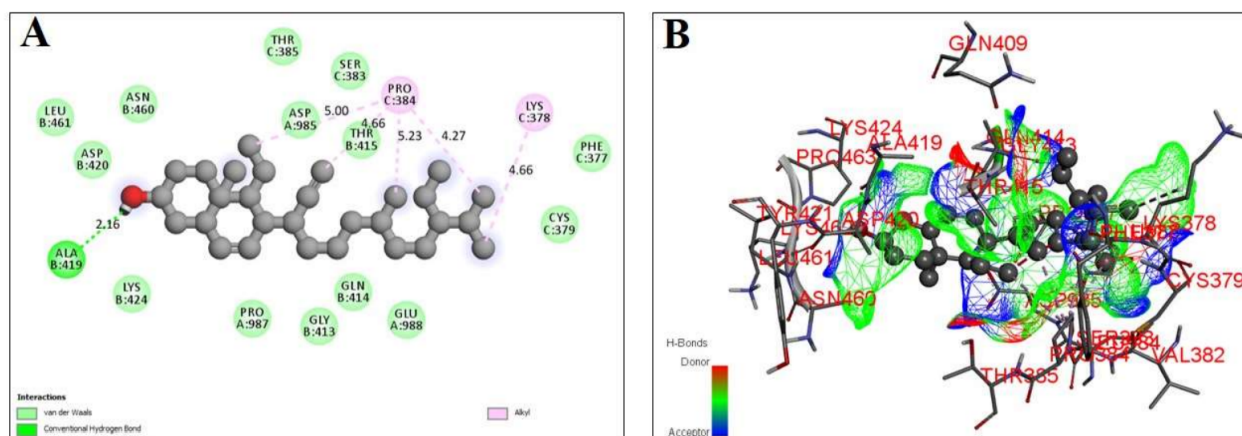 A
THR
C:385
SER
C:383
PRO
C:384
ASN
B:460
LEU
B:461
ASP
A:985
5.00
4.66
THR
B:415
5.23
4.27
LYS
C:378
ASP
B:420
4.66
PHE
C:377
2.16
CYS
C:379
ALA
B:419
LYS
B:424
PRO
A:987
GLY
B:413
GLN
B:414
GLU
A:988
Interactions
van der Waals
Conventional Hydrogen Bond
Alkyl
B
GLN409
LYS424
ALA419
PRO463
TYR421
ASP420
LEU461
ASN460
LYS378
CYS379
VAL382
PRO384
THR385
H-Bonds
Donor
Acceptor